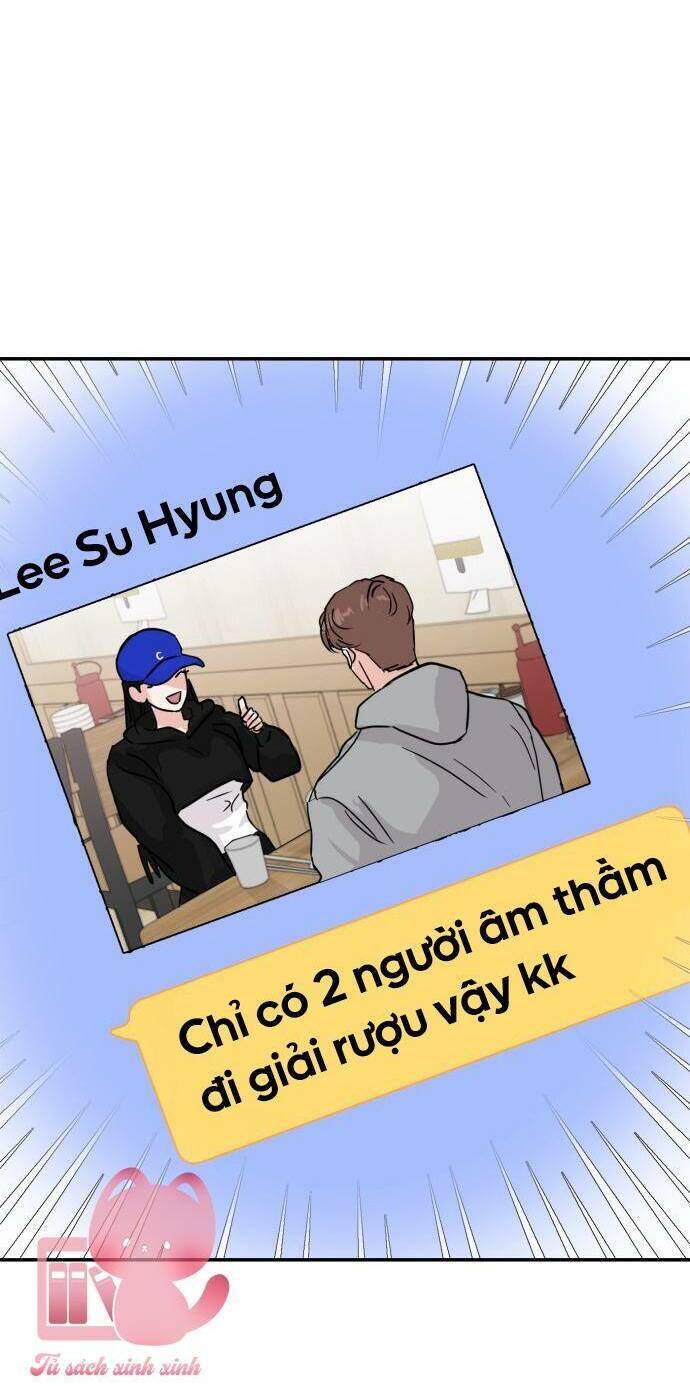 Lee Su Hyung
C
Chỉ có 2 người âm thầm
đi giải rượu vậy kk
Tủ sách xinh xinh